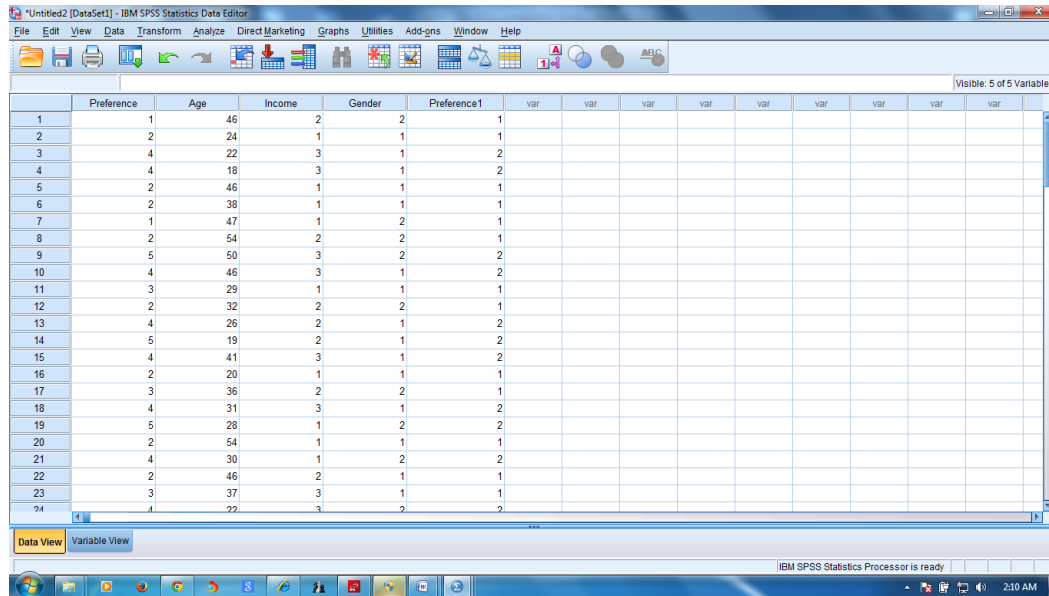 *Untitled2 [DataSet1] - IBM SPSS Statistics Data Editor
File Edit View Data Transform Analyze Direct Marketing Graphs Utilities Add-ons Window Help
Visible: 5 of 5 Variable
Preference Age Income Gender Preference1 var var var var var var var var var
1 1 46 2 2 1
2 2 24 1 1 1
3 4 22 3 1 2
4 4 18 3 1 2
5 2 46 1 1 1
6 2 38 1 1 1
7 1 47 1 2 1
8 2 54 2 2 1
9 5 50 3 2 2
10 4 46 3 1 2
11 3 29 1 1 1
12 2 32 2 2 1
13 4 26 2 1 2
14 5 19 2 1 2
15 4 41 3 1 2
16 2 20 1 1 1
17 3 36 2 2 1
18 4 31 3 1 2
19 5 28 1 2 2
20 2 54 1 1 1
21 4 30 1 2 2
22 2 46 2 1 1
23 3 37 3 1 1
24 4 22 3 2 2
Data View Variable View
IBM SPSS Statistics Processor is ready
2:10 AM